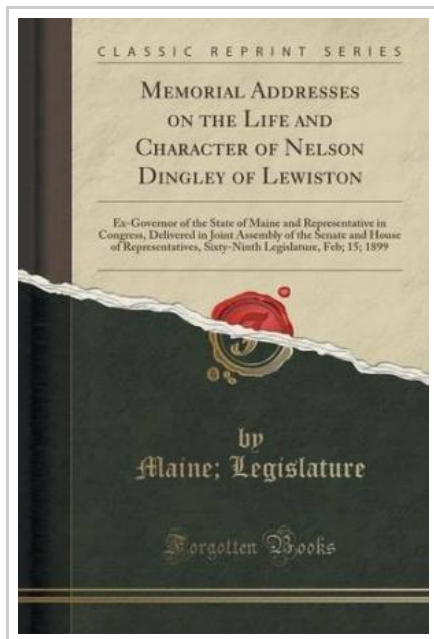 CLASSIC REPRINT SERIES
MEMORIAL ADDRESSES
ON THE LIFE AND
CHARACTER OF NELSON
DINGLEY OF LEWISTON
Ex-Governor of the State of Maine and Representative in
Congress, Delivered in Joint Assembly of the Senate and House
of Representatives, Sixty-Ninth Legislature, Feb; 15; 1899
by
Maine; Legislature
Forgotten Books